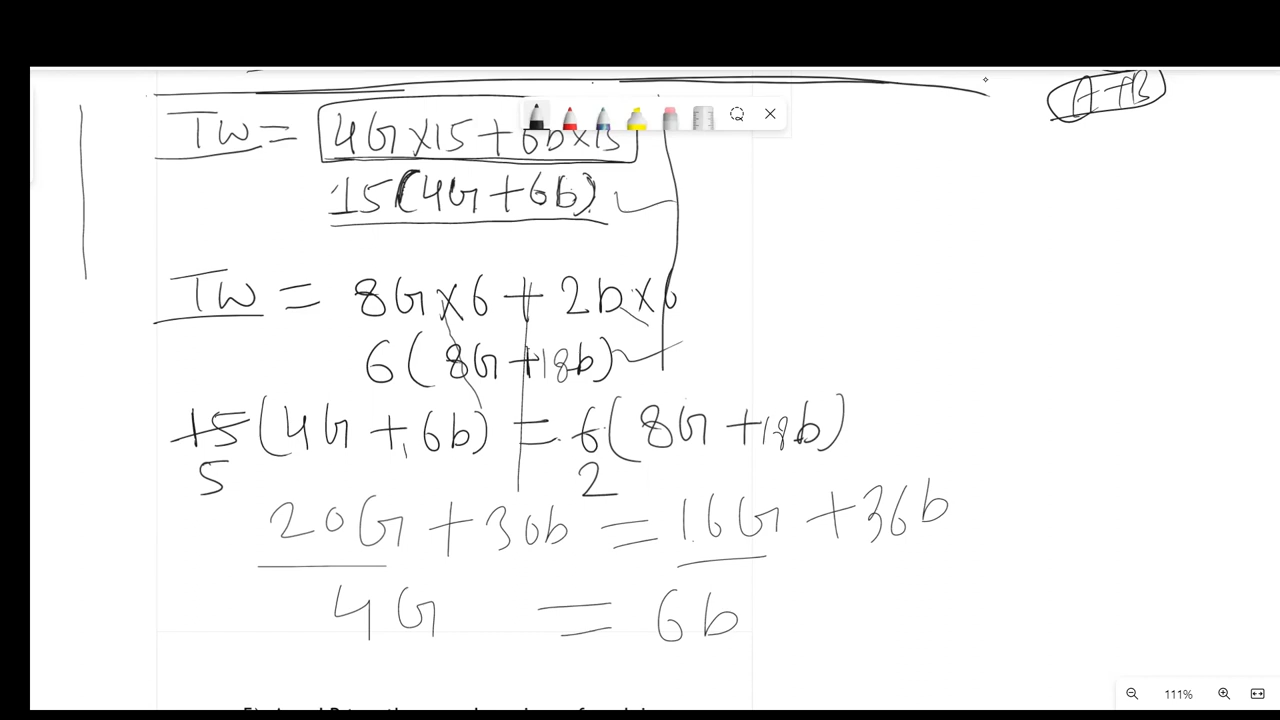 A+B
TW = 4G×15+6b×15
15(4G+6b)
TW = 8G×6 + 2b×6
6(8G+18b)
15(4G+6b) = 6(8G+18b)
5 2
20G+30b = 16G+36b
4G = 6b
111%